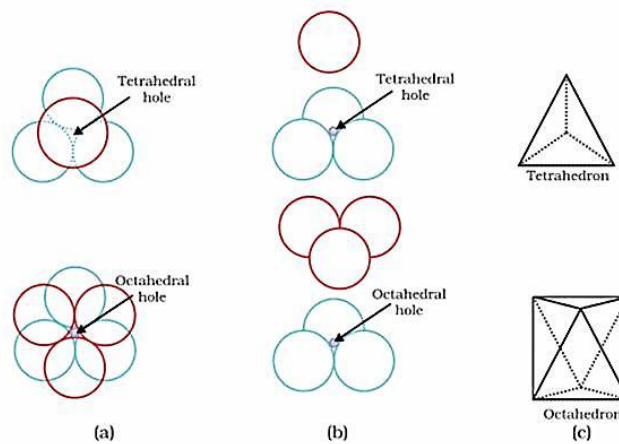 Tetrahedral
hole
Tetrahedral
hole
Tetrahedron
Octahedral
hole
Octahedral
hole
Octahedron
(a)
(b)
(c)